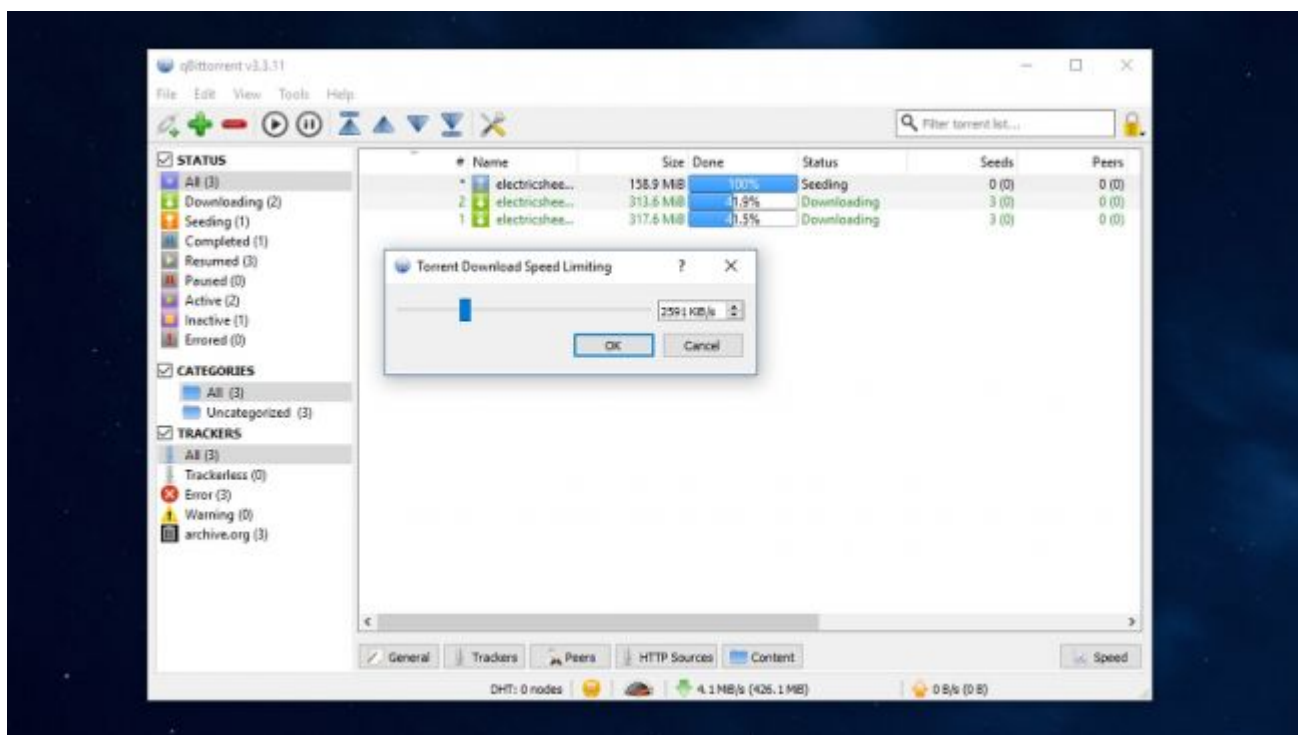 qBittorrent v3.3.11
File Edit View Tools Help
Filter torrent list...
STATUS
All (3)
Downloading (2)
Seeding (1)
Completed (1)
Resumed (3)
Paused (0)
Active (2)
Inactive (1)
Errored (0)
CATEGORIES
All (3)
Uncategorized (3)
TRACKERS
All (3)
Trackerless (0)
Error (3)
Warning (0)
archive.org (3)
# Name Size Done Status Seeds Peers
* electricshee... 158.9 MiB 100% Seeding 0 (0) 0 (0)
2 electricshee... 313.6 MiB 41.9% Downloading 3 (0) 0 (0)
1 electricshee... 317.6 MiB 41.5% Downloading 3 (0) 0 (0)
Torrent Download Speed Limiting ?
2591 KiB/s
OK Cancel
General Trackers Peers HTTP Sources Content Speed
DHT: 0 nodes 4.1 MiB/s (426.1 MiB) 0 B/s (0 B)